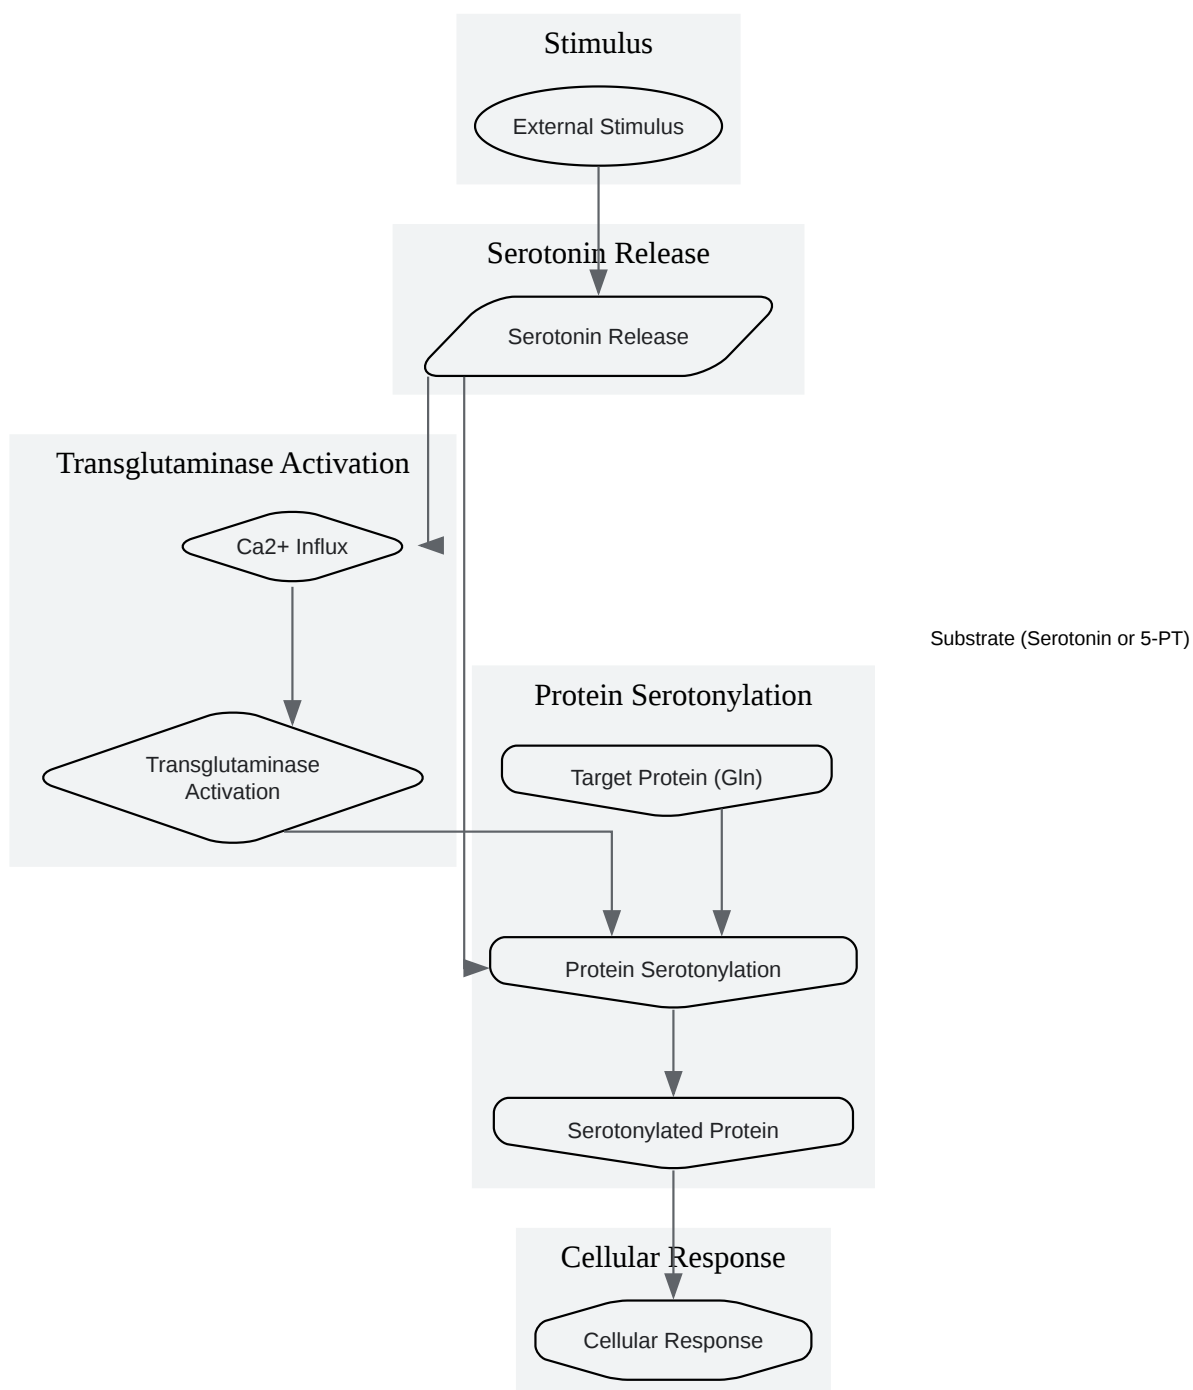 Stimulus
External Stimulus
Serotonin Release
Serotonin Release
Transglutaminase Activation
Ca2+ Influx
Substrate (Serotonin or 5-PT)
Protein Serotonylation
Transglutaminase
Activation
Target Protein (Gln)
Protein Serotonylation
Serotonylated Protein
Cellular Response
Cellular Response